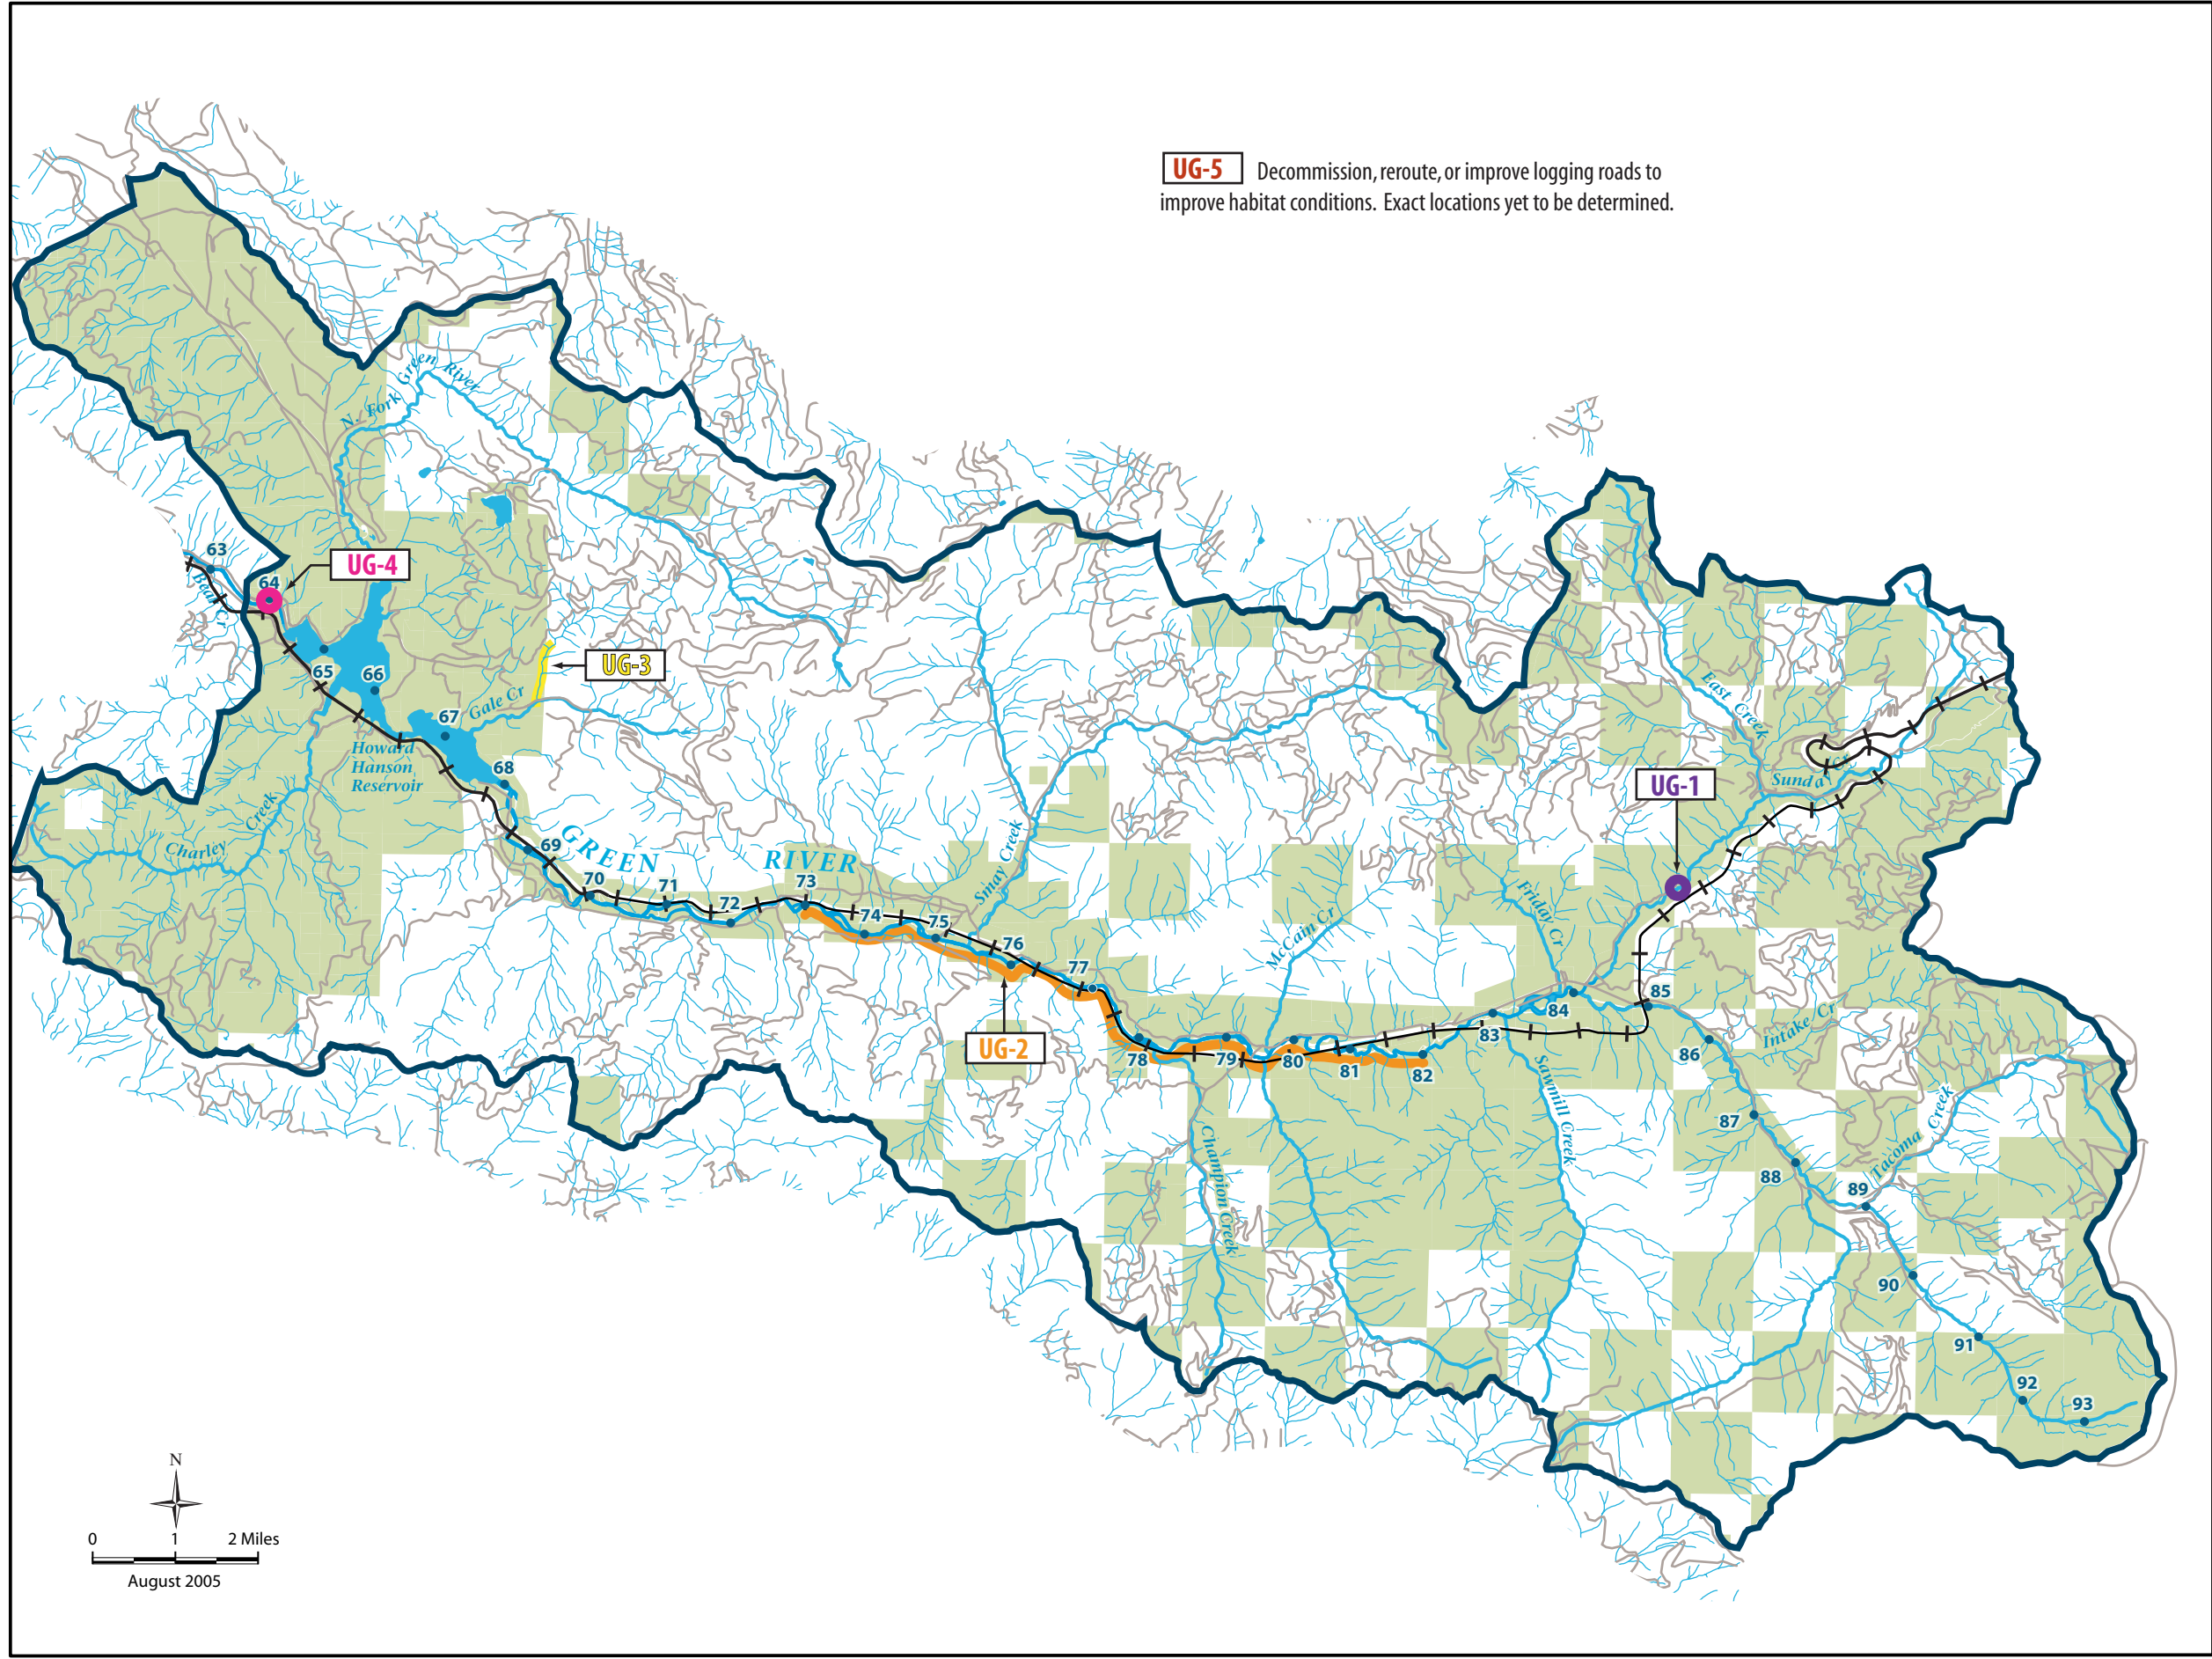 UG-5 Decommission, reroute, or improve logging roads to
improve habitat conditions. Exact locations yet to be determined.
N. Fork Green River
63
Bear Cr
64
UG-4
65
66
UG-3
67
Gale Cr
Howard
Hanson
Reservoir
68
East Creek
Sunday Cr
UG-1
Charley Creek
69
GREEN RIVER
70
71
72
73
74
75
76
77
Smay Creek
McCain Cr
Friday Cr
UG-2
78
79
80
81
82
83
84
85
86
Intake Cr
87
88
89
Tacoma Creek
Sawmill Creek
Champion Creek
90
91
92
93
N
0 1 2 Miles
August 2005